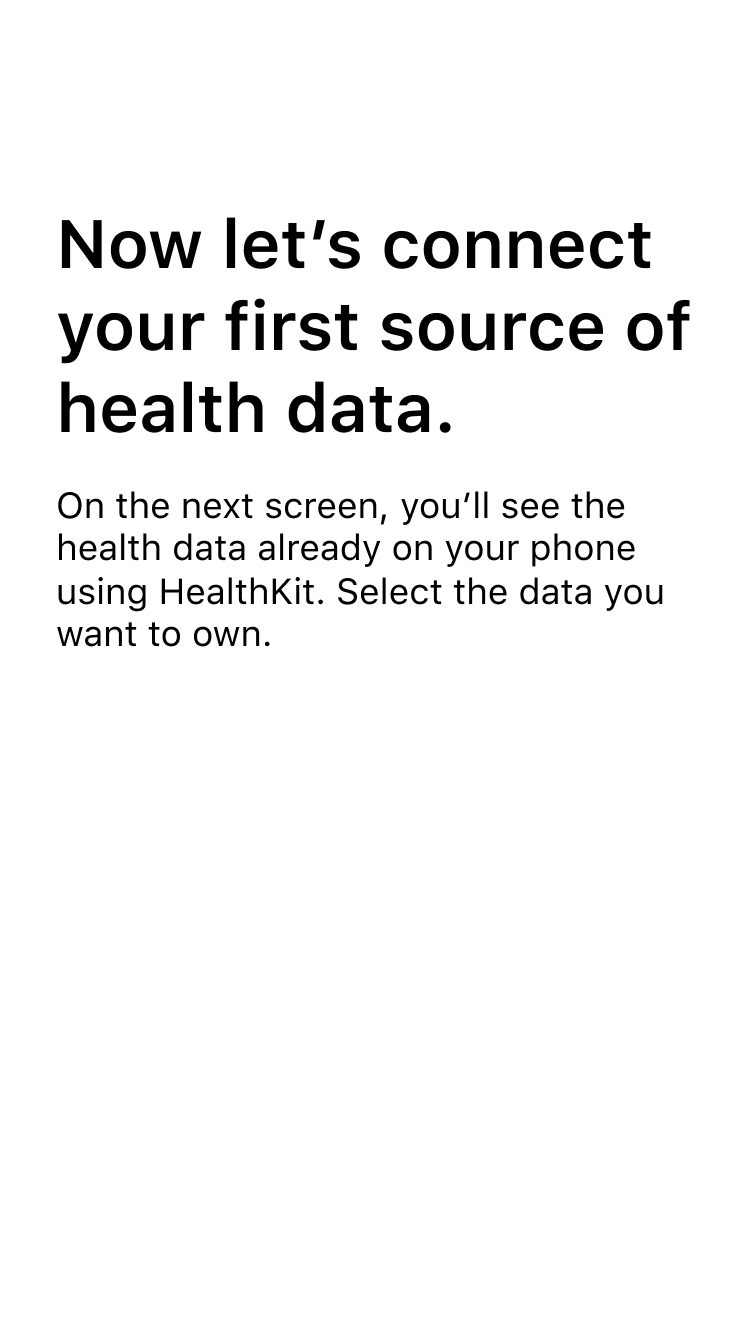 Now let’s connect
your first source of
health data.
On the next screen, you’ll see the
health data already on your phone
using HealthKit. Select the data you
want to own.